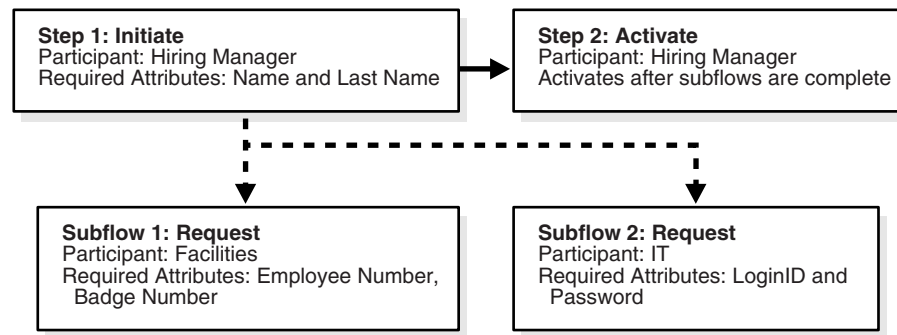 Step 1: Initiate
Participant: Hiring Manager
Required Attributes: Name and Last Name
Step 2: Activate
Participant: Hiring Manager
Activates after subflows are complete
Subflow 1: Request
Participant: Facilities
Required Attributes: Employee Number,
Badge Number
Subflow 2: Request
Participant: IT
Required Attributes: LoginID and
Password